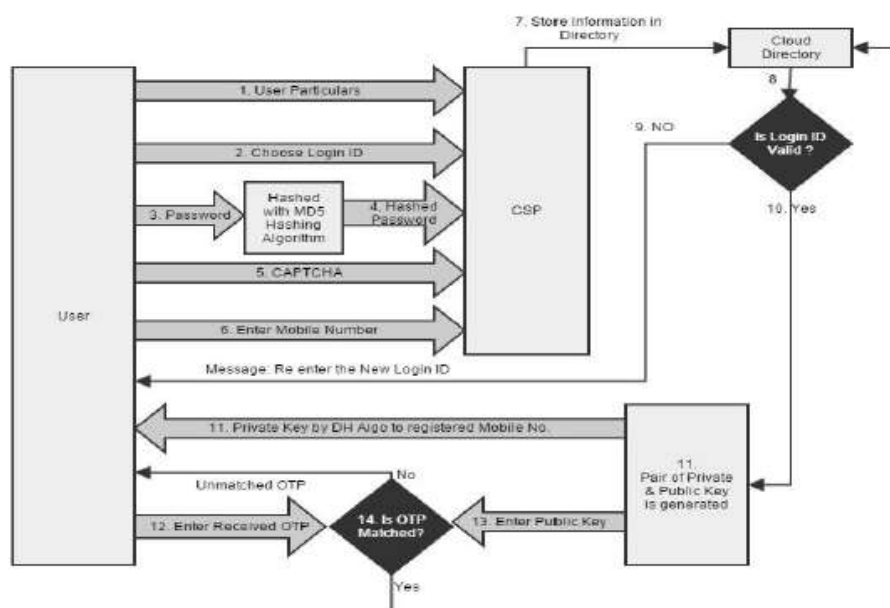 7. Store Information in
Directory
Cloud
Directory
8
1. User Particulars
9. NO
Is Login ID
Valid ?
2. Choose Login ID
3. Password
Hashed
with MD5
Hashing
Algorithm
4. Hashed
Password
CSP
10. Yes
5. CAPTCHA
User
6. Enter Mobile Number
Message: Re enter the New Login ID
11. Private Key by DH Algo to registered Mobile No.
11.
Pair of Private
& Public Key
is generated
No
Unmatched OTP
12. Enter Received OTP
14. Is OTP
Matched?
13. Enter Public Key
Yes